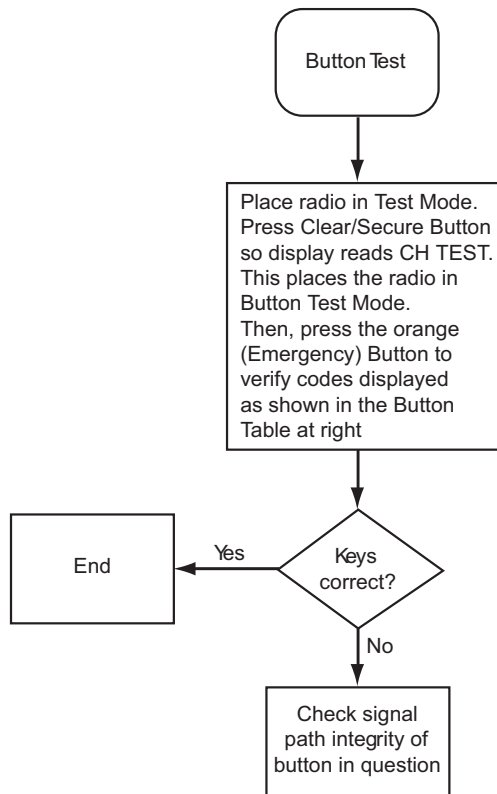 Button Test
Place radio in Test Mode.
Press Clear/Secure Button
so display reads CH TEST.
This places the radio in
Button Test Mode.
Then, press the orange
(Emergency) Button to
verify codes displayed
as shown in the Button
Table at right
Keys
correct?
Yes
End
No
Check signal
path integrity of
button in question